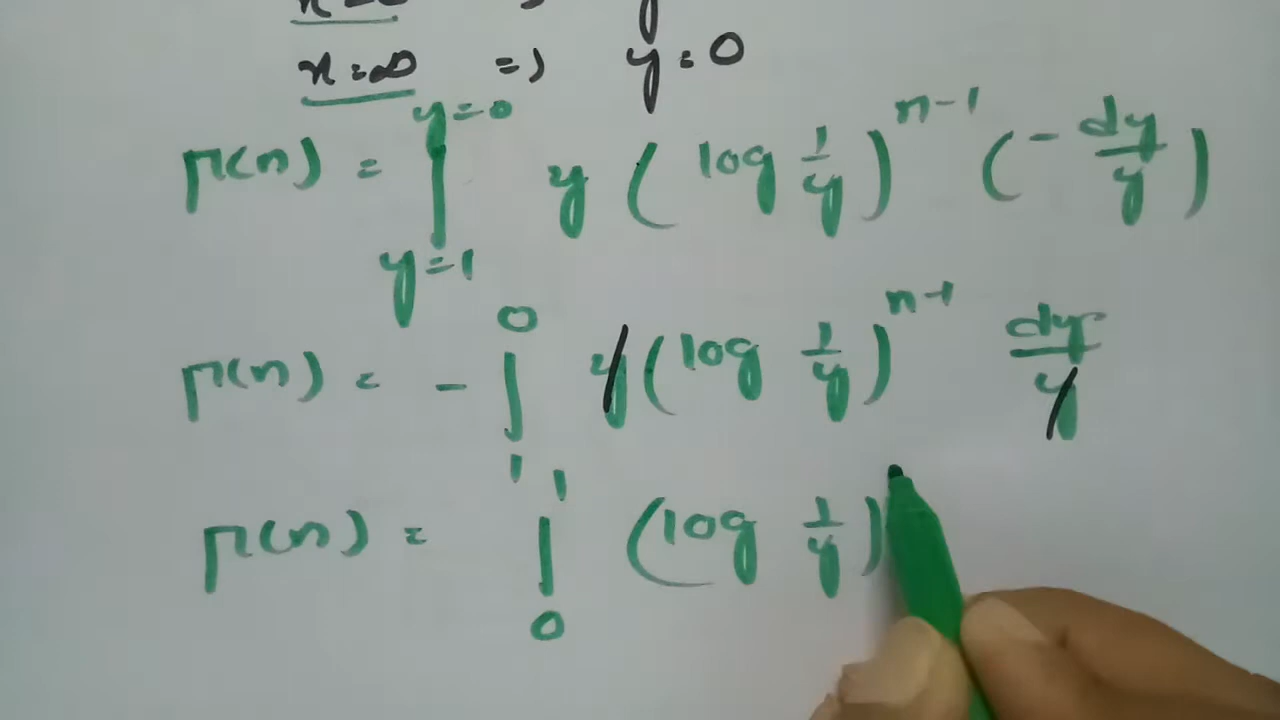 x=∞ => y=0
Γ(n) = ∫_{y=1}^{y=0} y (log 1/y)^{n-1} (- dy/y)
Γ(n) = - ∫_1^0 y (log 1/y)^{n-1} dy/y
Γ(n) = ∫_0^1 (log 1/y)